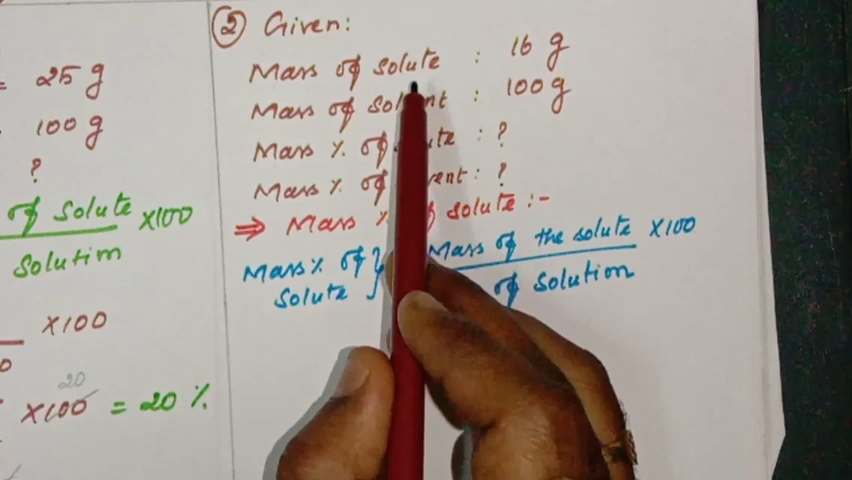 = 25 g
100 g
?
of solute X100
solution
X100
20
X100 = 20 %
② Given:
Mass of solute : 16 g
Mass of : 100 g
Mass % of : ?
Mass % of : ?
⇒ Mass % solute :-
Mass% of } Mass of the solute X100
solute of solution